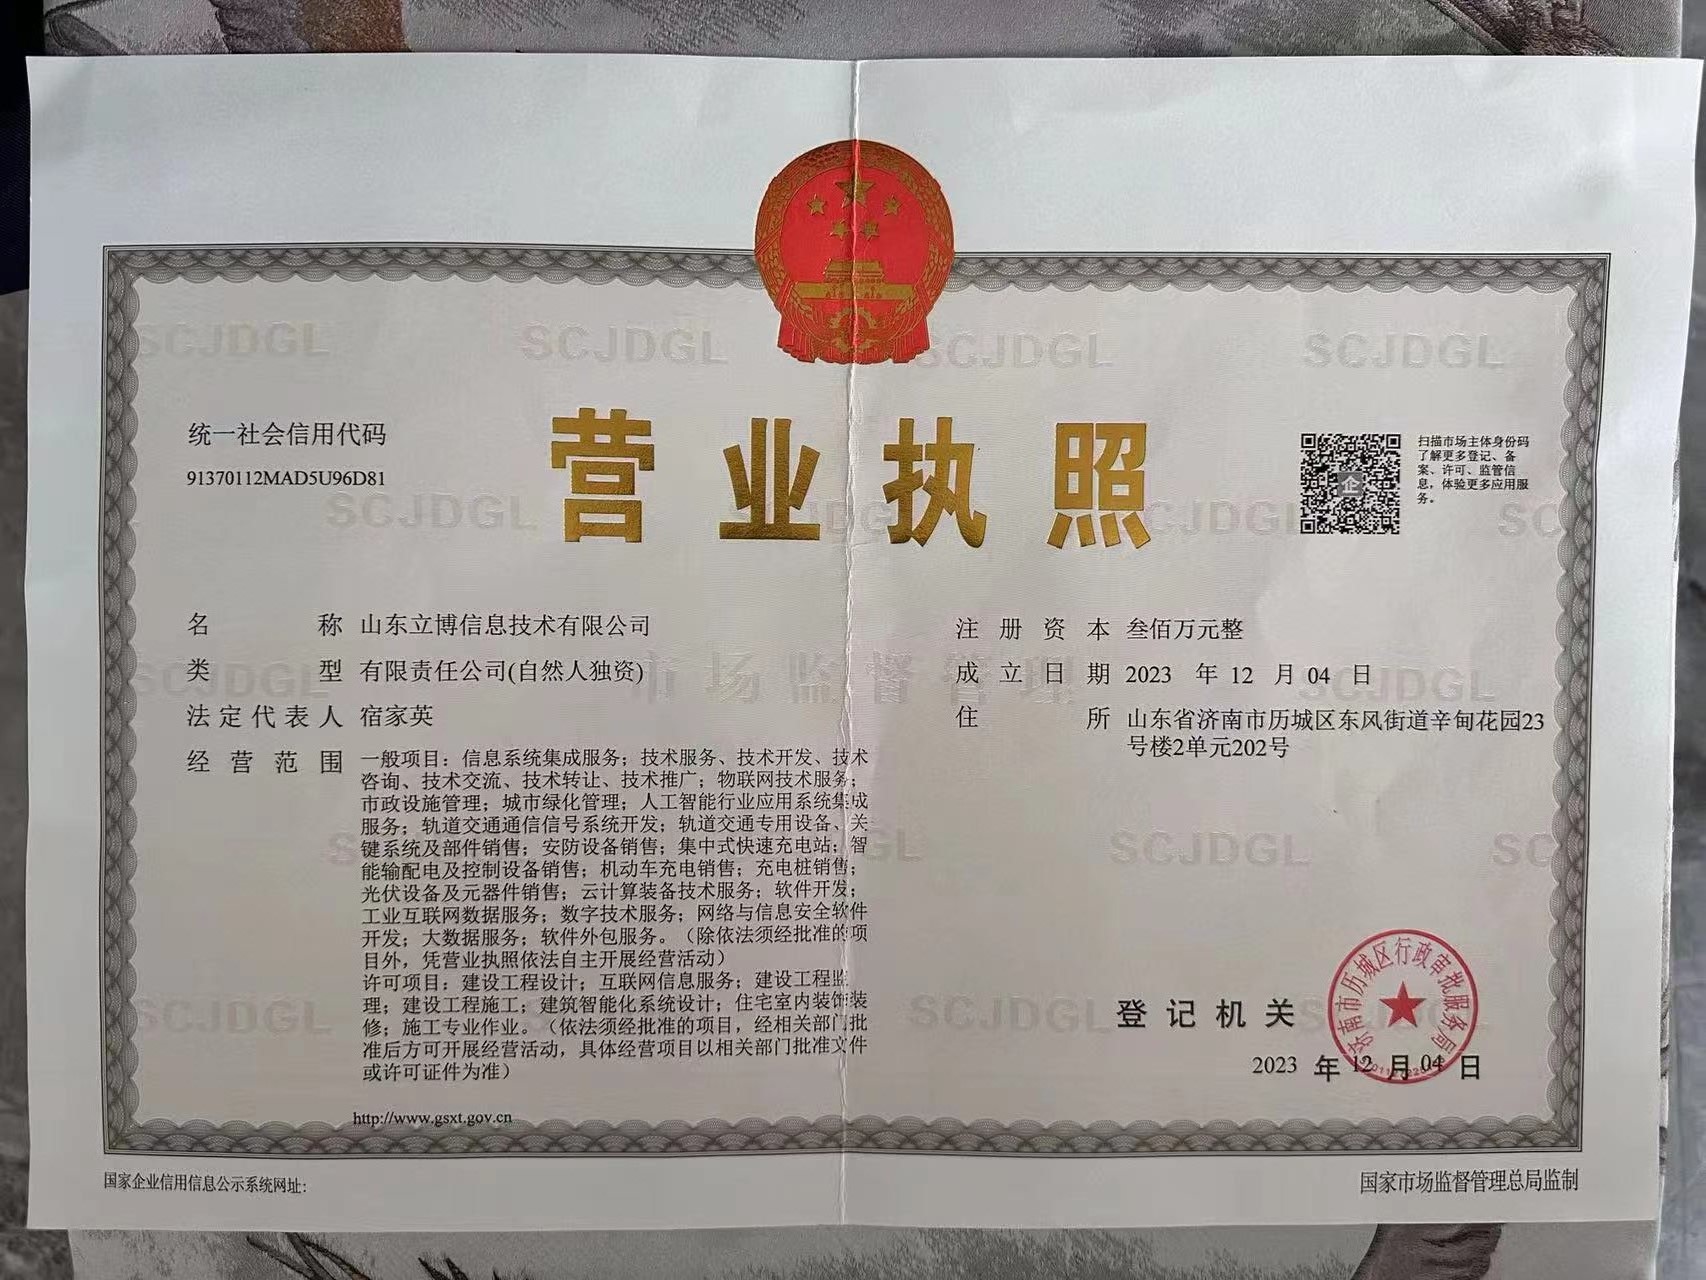 统一社会信用代码
91370112MAD5U96D81
营业执照
扫描市场主体身份码
了解更多登记、备
案、许可、监管信
息，体验更多应用服
务。
企
名称 山东立博信息技术有限公司
类型 有限责任公司(自然人独资)
法定代表人 宿家英
经营范围 一般项目：信息系统集成服务；技术服务、技术开发、技术
咨询、技术交流、技术转让、技术推广；物联网技术服务；
市政设施管理；城市绿化管理；人工智能行业应用系统集成
服务；轨道交通通信信号系统开发；轨道交通专用设备、关
键系统及部件销售；安防设备销售；集中式快速充电站；智
能输配电及控制设备销售；机动车充电销售；充电桩销售；
光伏设备及元器件销售；云计算装备技术服务；软件开发；
工业互联网数据服务；数字技术服务；网络与信息安全软件
开发；大数据服务；软件外包服务。（除依法须经批准的项
目外，凭营业执照依法自主开展经营活动）
许可项目：建设工程设计；互联网信息服务；建设工程监
理；建设工程施工；建筑智能化系统设计；住宅室内装饰装
修；施工专业作业。（依法须经批准的项目，经相关部门批
准后方可开展经营活动，具体经营项目以相关部门批准文件
或许可证件为准）
注册资本 叁佰万元整
成立日期 2023 年 12 月 04 日
住所 山东省济南市历城区东风街道辛甸花园23
号楼2单元202号
登记机关
济南市历城区行政审批服务局
2023 年 12 月 04 日
http://www.gsxt.gov.cn
国家企业信用信息公示系统网址：
国家市场监督管理总局监制
SCJDGL
市场监督管理